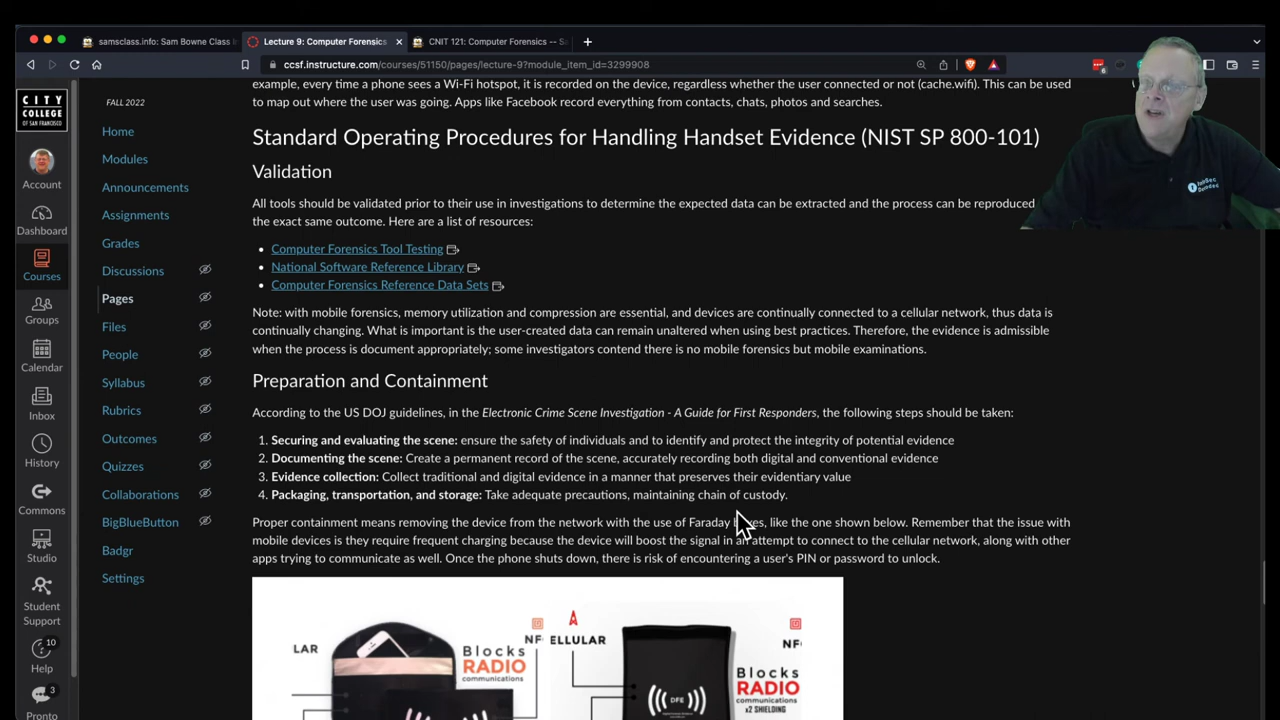 samsclass.info: Sam Bowne Class I
Lecture 9: Computer Forensics
CNIT 121: Computer Forensics -- Sa
ccsf.instructure.com/courses/51150/pages/lecture-9?module_item_id=3299908
CITY
COLLEGE
OF SAN FRANCISCO
Account
Dashboard
Courses
Groups
Calendar
Inbox
History
Commons
Studio
Student
Support
10
Help
3
Pronto
FALL 2022
Home
Modules
Announcements
Assignments
Grades
Discussions
Pages
Files
People
Syllabus
Rubrics
Outcomes
Quizzes
Collaborations
BigBlueButton
Badgr
Settings
example, every time a phone sees a Wi-Fi hotspot, it is recorded on the device, regardless whether the user connected or not (cache.wifi). This can be used
to map out where the user was going. Apps like Facebook record everything from contacts, chats, photos and searches.
Standard Operating Procedures for Handling Handset Evidence (NIST SP 800-101)
Validation
All tools should be validated prior to their use in investigations to determine the expected data can be extracted and the process can be reproduced
the exact same outcome. Here are a list of resources:
• Computer Forensics Tool Testing
• National Software Reference Library
• Computer Forensics Reference Data Sets
Note: with mobile forensics, memory utilization and compression are essential, and devices are continually connected to a cellular network, thus data is
continually changing. What is important is the user-created data can remain unaltered when using best practices. Therefore, the evidence is admissible
when the process is document appropriately; some investigators contend there is no mobile forensics but mobile examinations.
Preparation and Containment
According to the US DOJ guidelines, in the Electronic Crime Scene Investigation - A Guide for First Responders, the following steps should be taken:
1. Securing and evaluating the scene: ensure the safety of individuals and to identify and protect the integrity of potential evidence
2. Documenting the scene: Create a permanent record of the scene, accurately recording both digital and conventional evidence
3. Evidence collection: Collect traditional and digital evidence in a manner that preserves their evidentiary value
4. Packaging, transportation, and storage: Take adequate precautions, maintaining chain of custody.
Proper containment means removing the device from the network with the use of Faraday like the one shown below. Remember that the issue with
mobile devices is they require frequent charging because the device will boost the signal in an attempt to connect to the cellular network, along with other
apps trying to communicate as well. Once the phone shuts down, there is risk of encountering a user's PIN or password to unlock.
LAR
Blocks
RADIO
communications
NF
ELLULAR
DFE
NF
Blocks
RADIO
communications
x2 SHIELDING